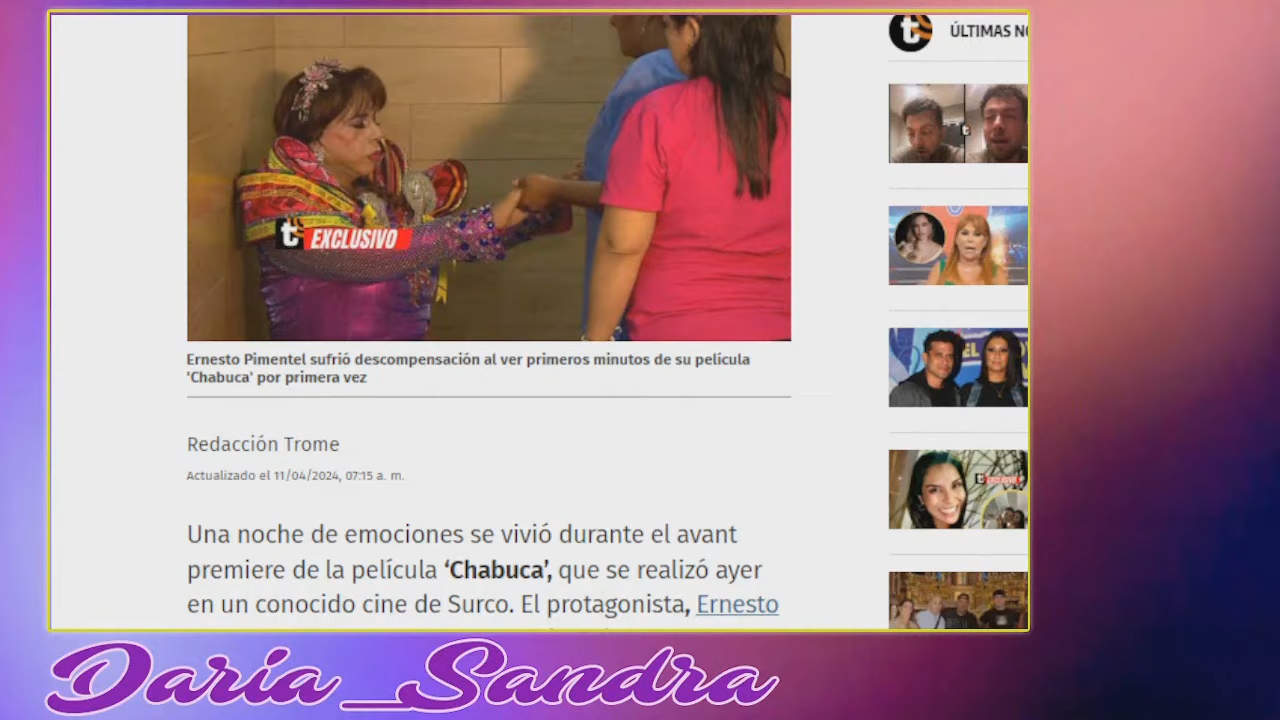 ÚLTIMAS NO
t EXCLUSIVO
Ernesto Pimentel sufrió descompensación al ver primeros minutos de su película
'Chabuca' por primera vez
Redacción Trome
Actualizado el 11/04/2024, 07:15 a. m.
Una noche de emociones se vivió durante el avant
premiere de la película ‘Chabuca’, que se realizó ayer
en un conocido cine de Surco. El protagonista, Ernesto
Daria_Sandra